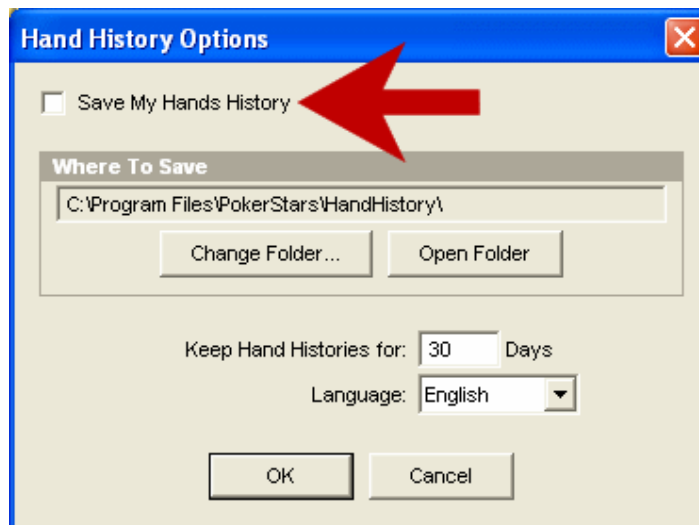 Hand History Options
Save My Hands History
Where To Save
C:\Program Files\PokerStars\HandHistory\
Change Folder... Open Folder
Keep Hand Histories for: 30 Days
Language: English
OK Cancel